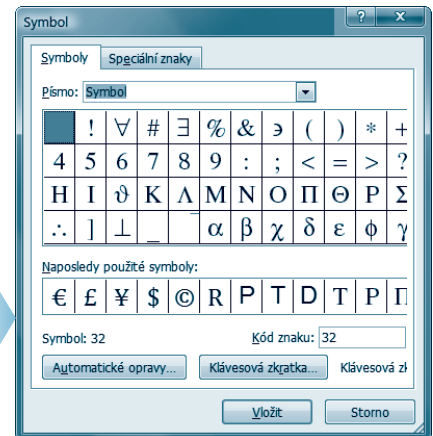 Symbol
Symboly Speciální znaky
Písmo: Symbol
! ∀ # ∃ % & ∍ ( ) * +
4 5 6 7 8 9 : ; < = > ?
Η Ι ϑ Κ Λ Μ Ν Ο Π Θ Ρ Σ
∴ ] ⊥ _ ‾ α β χ δ ε ϕ γ
Naposledy použité symboly:
€ £ ¥ $ © R P T D T P Π
Symbol: 32 Kód znaku: 32
Automatické opravy... Klávesová zkratka... Klávesová zk
Vložit Storno